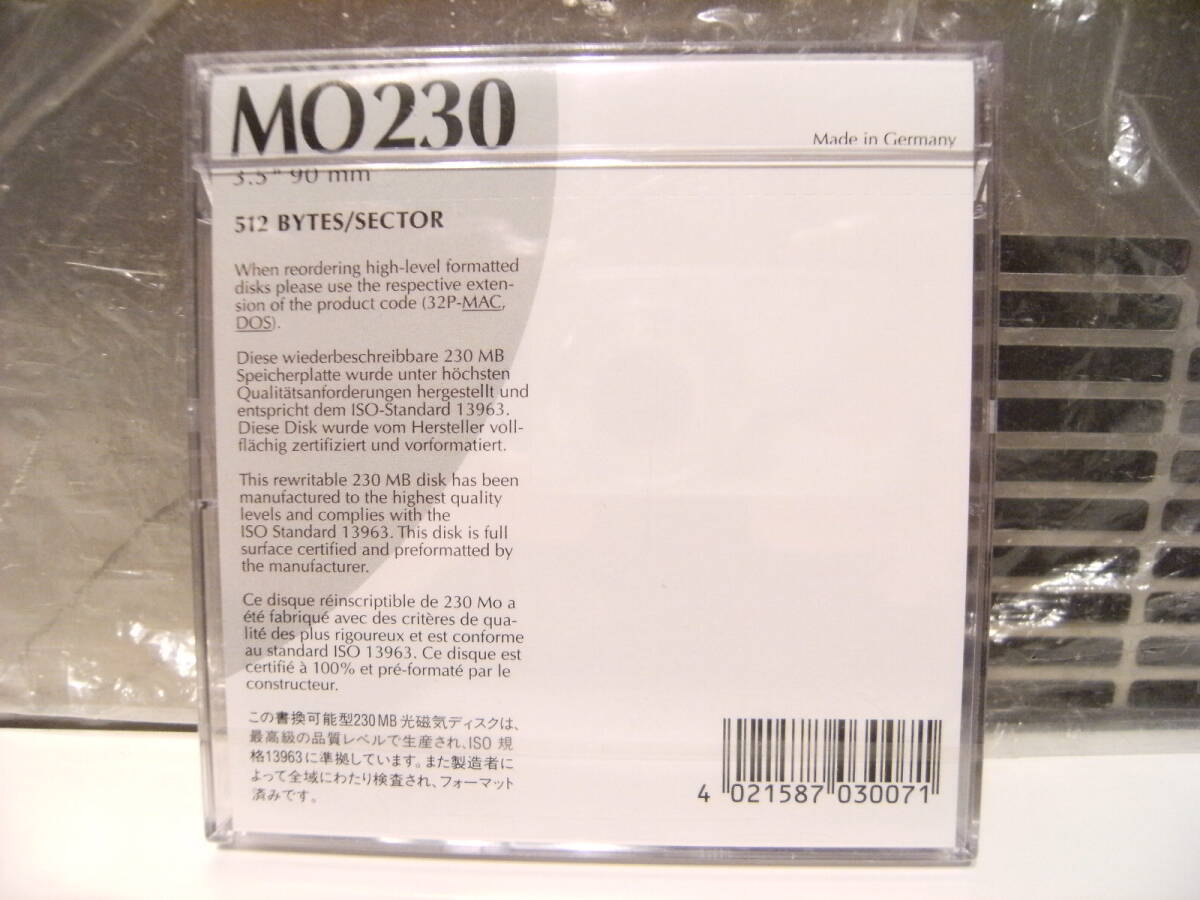 MO230
Made in Germany
3.5" 90 mm
512 BYTES/SECTOR
When reordering high-level formatted
disks please use the respective exten-
sion of the product code (32P-MAC,
DOS).
Diese wiederbeschreibbare 230 MB
Speicherplatte wurde unter höchsten
Qualitätsanforderungen hergestellt und
entspricht dem ISO-Standard 13963.
Diese Disk wurde vom Hersteller voll-
flächig zertifiziert und vorformatiert.
This rewritable 230 MB disk has been
manufactured to the highest quality
levels and complies with the
ISO Standard 13963. This disk is full
surface certified and preformatted by
the manufacturer.
Ce disque réinscriptible de 230 Mo a
été fabriqué avec des critères de qua-
lité des plus rigoureux et est conforme
au standard ISO 13963. Ce disque est
certifié à 100% et pré-formaté par le
constructeur.
この書換可能型230MB光磁気ディスクは、
最高級の品質レベルで生産され、ISO 規
格13963に準拠しています。また製造者に
よって全域にわたり検査され、フォーマット
済みです。
4 021587 030071